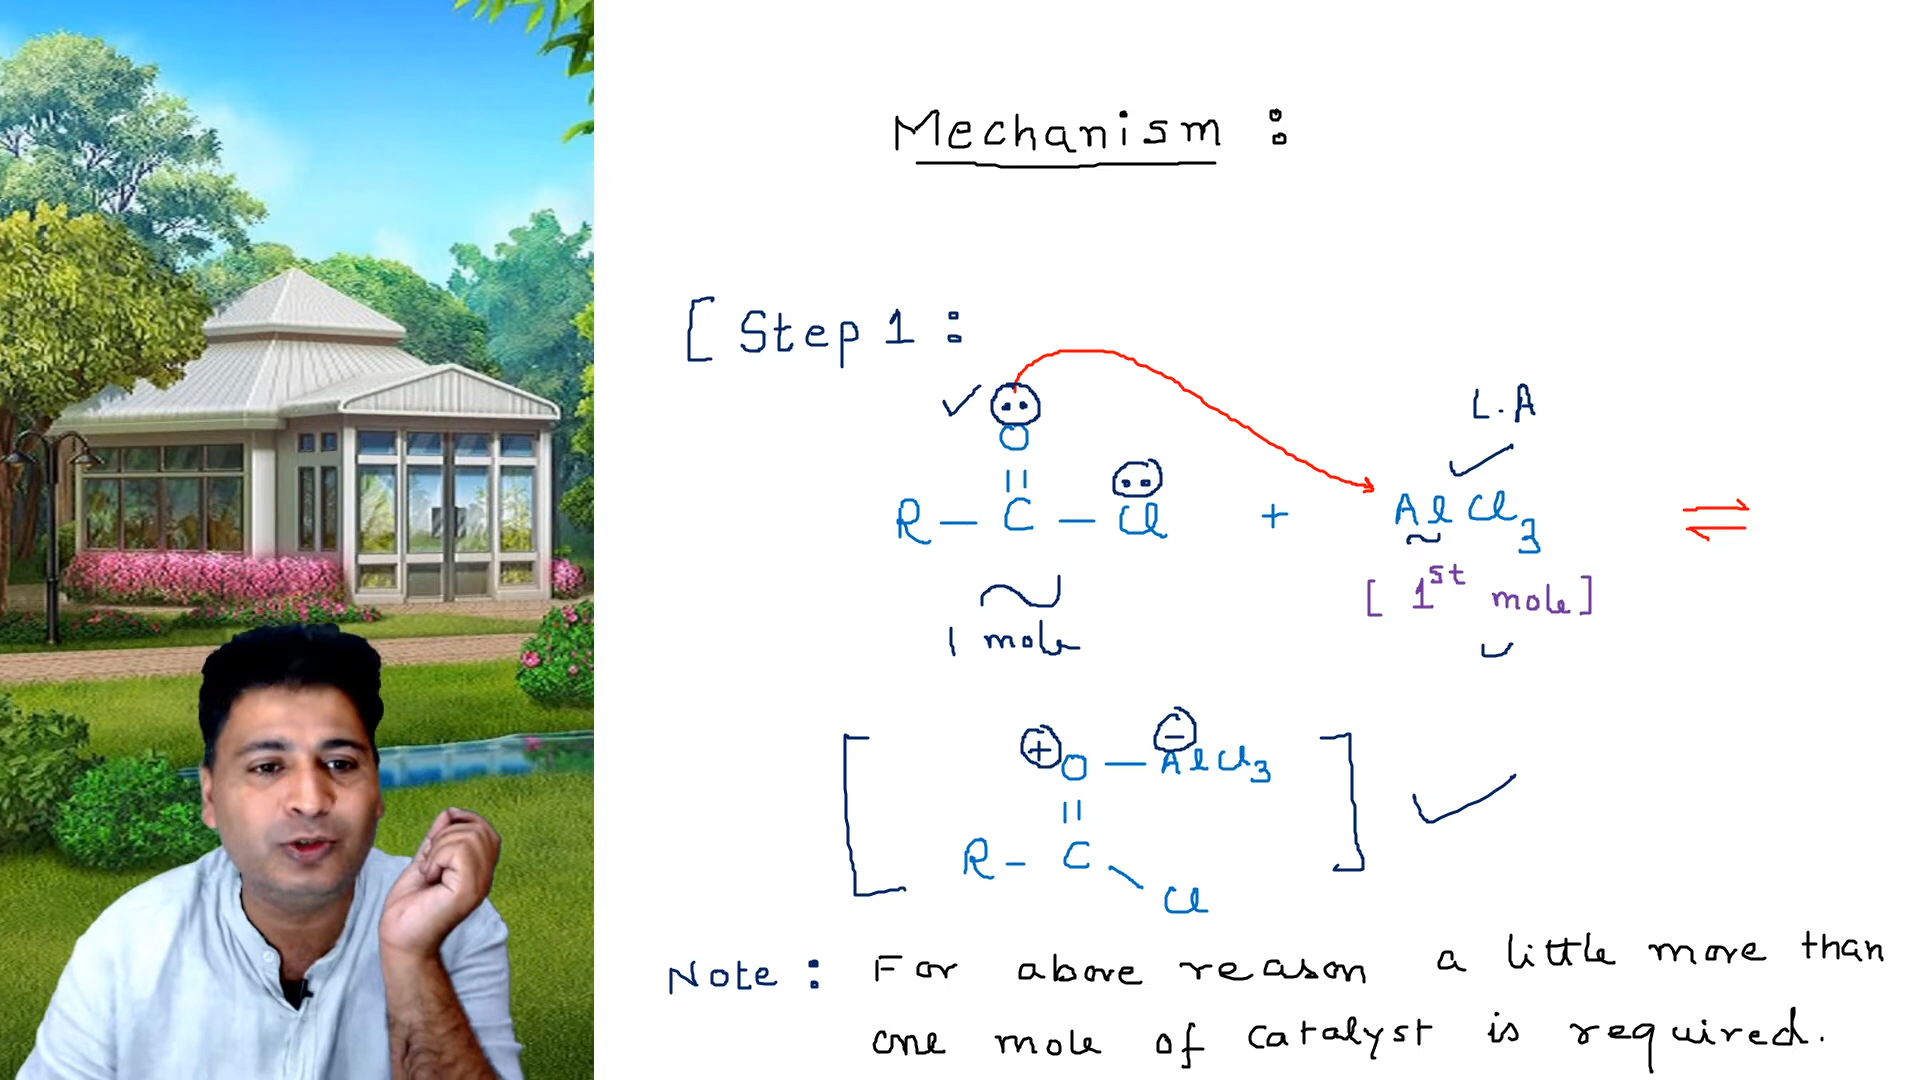 Mechanism :
[ Step 1 :
L.A
O
||
R — C — Cl + AlCl₃ ⇌
[ 1st mole ]
1 mole
[ ⊕O — ⊖AlCl₃ ]
||
R – C
Cl
Note : For above reason a little more than
one mole of catalyst is required.